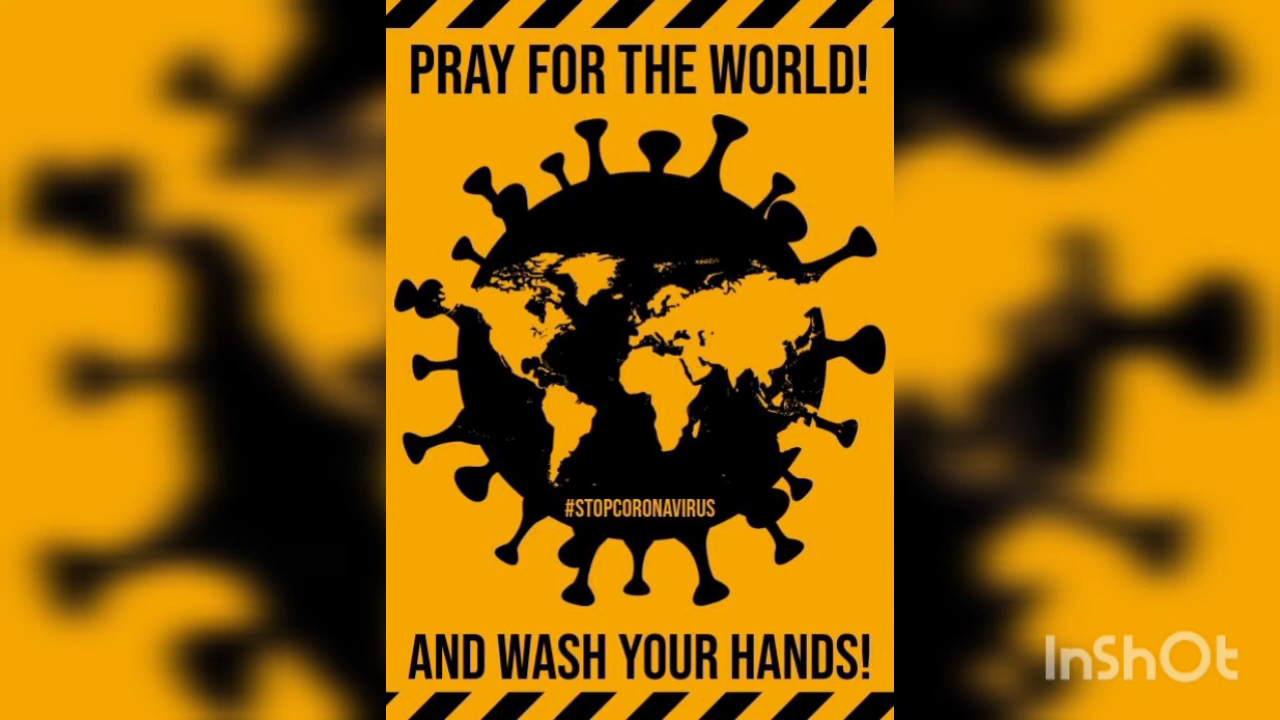 PRAY FOR THE WORLD!
#STOPCORONAVIRUS
AND WASH YOUR HANDS!
InShOt